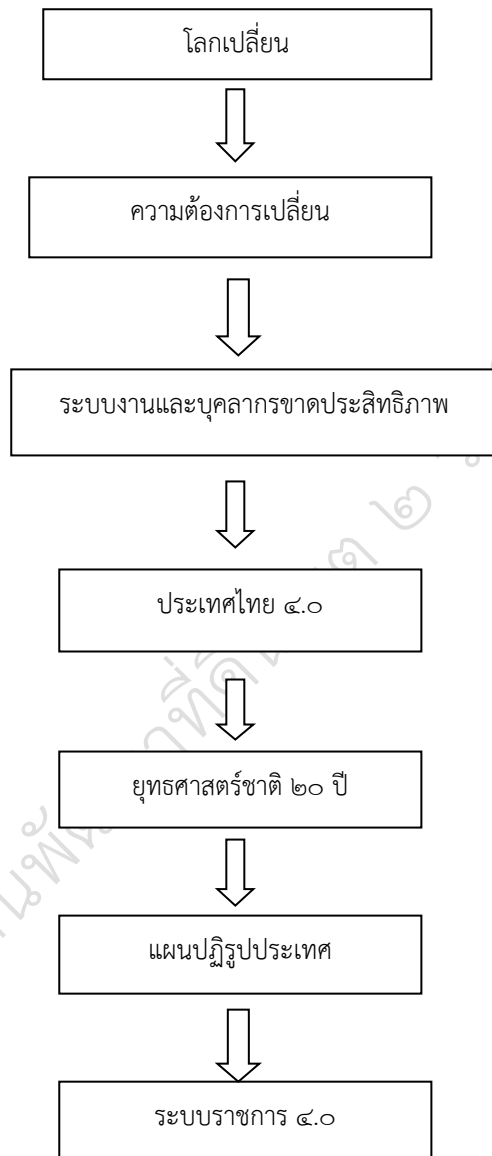 โลกเปลี่ยน
ความต้องการเปลี่ยน
ระบบงานและบุคลากรขาดประสิทธิภาพ
ประเทศไทย ๔.๐
ยุทธศาสตร์ชาติ ๒๐ ปี
แผนปฏิรูปประเทศ
ระบบราชการ ๔.๐